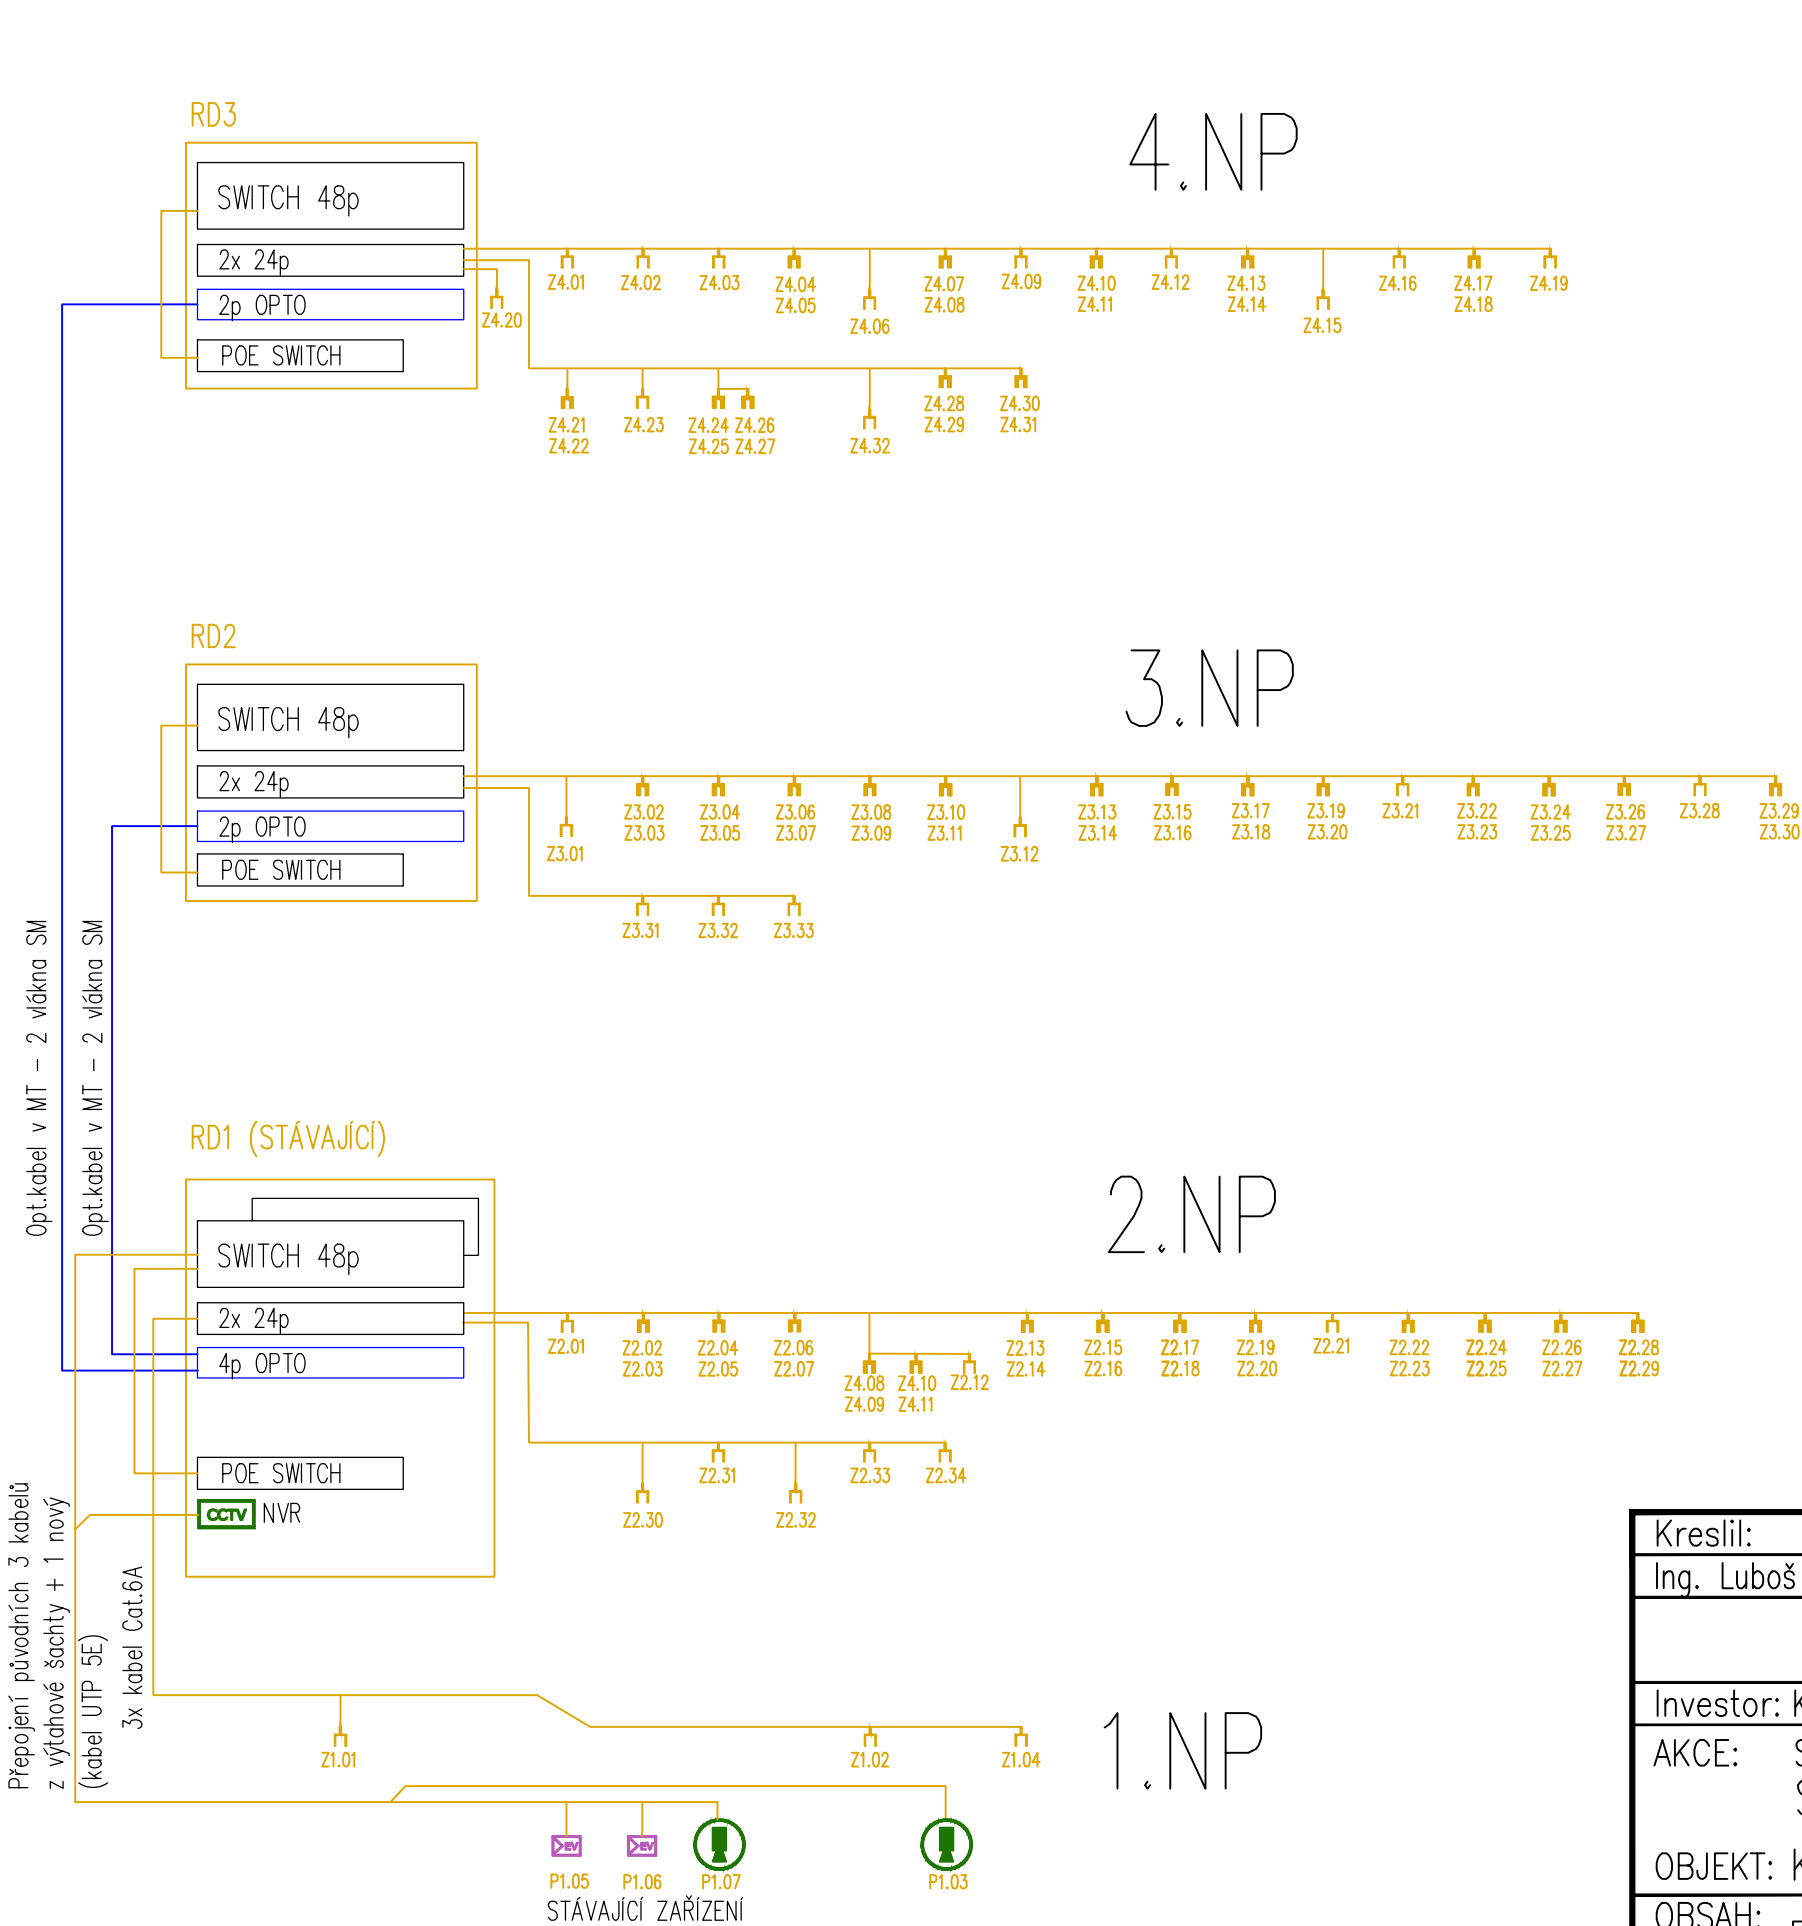 RD3
4.NP
SWITCH 48p
2x 24p
2p OPTO
POE SWITCH
Z4.01 Z4.02 Z4.03 Z4.04 Z4.07 Z4.09 Z4.10 Z4.12 Z4.13 Z4.16 Z4.17 Z4.19
Z4.05 Z4.08 Z4.11 Z4.14 Z4.18
Z4.20 Z4.06 Z4.15
Z4.28 Z4.30
Z4.21 Z4.23 Z4.24 Z4.26 Z4.29 Z4.31
Z4.22 Z4.25 Z4.27 Z4.32
RD2
3.NP
SWITCH 48p
2x 24p
2p OPTO
POE SWITCH
Z3.02 Z3.04 Z3.06 Z3.08 Z3.10 Z3.13 Z3.15 Z3.17 Z3.19 Z3.21 Z3.22 Z3.24 Z3.26 Z3.28 Z3.29
Z3.03 Z3.05 Z3.07 Z3.09 Z3.11 Z3.14 Z3.16 Z3.18 Z3.20 Z3.23 Z3.25 Z3.27 Z3.30
Z3.01 Z3.12
Z3.31 Z3.32 Z3.33
Opt.kabel v MT - 2 vlákna SM
Opt.kabel v MT - 2 vlákna SM
RD1 (STÁVAJÍCÍ)
2.NP
SWITCH 48p
2x 24p
4p OPTO
POE SWITCH
CCTV NVR
Z2.01 Z2.02 Z2.04 Z2.06 Z2.13 Z2.15 Z2.17 Z2.19 Z2.21 Z2.22 Z2.24 Z2.26 Z2.28
Z2.03 Z2.05 Z2.07 Z2.14 Z2.16 Z2.18 Z2.20 Z2.23 Z2.25 Z2.27 Z2.29
Z4.08 Z4.10 Z2.12
Z4.09 Z4.11
Z2.31 Z2.33 Z2.34
Z2.30 Z2.32
Přepojení původních 3 kabelů
z výtahové šachty + 1 nový
(kabel UTP 5E)
3x kabel Cat.6A
1.NP
Z1.01 Z1.02 Z1.04
EV EV
P1.05 P1.06 P1.07 P1.03
STÁVAJÍCÍ ZAŘÍZENÍ
Kreslil:
Ing. Luboš
Investor:
AKCE:
OBJEKT:
OBSAH: